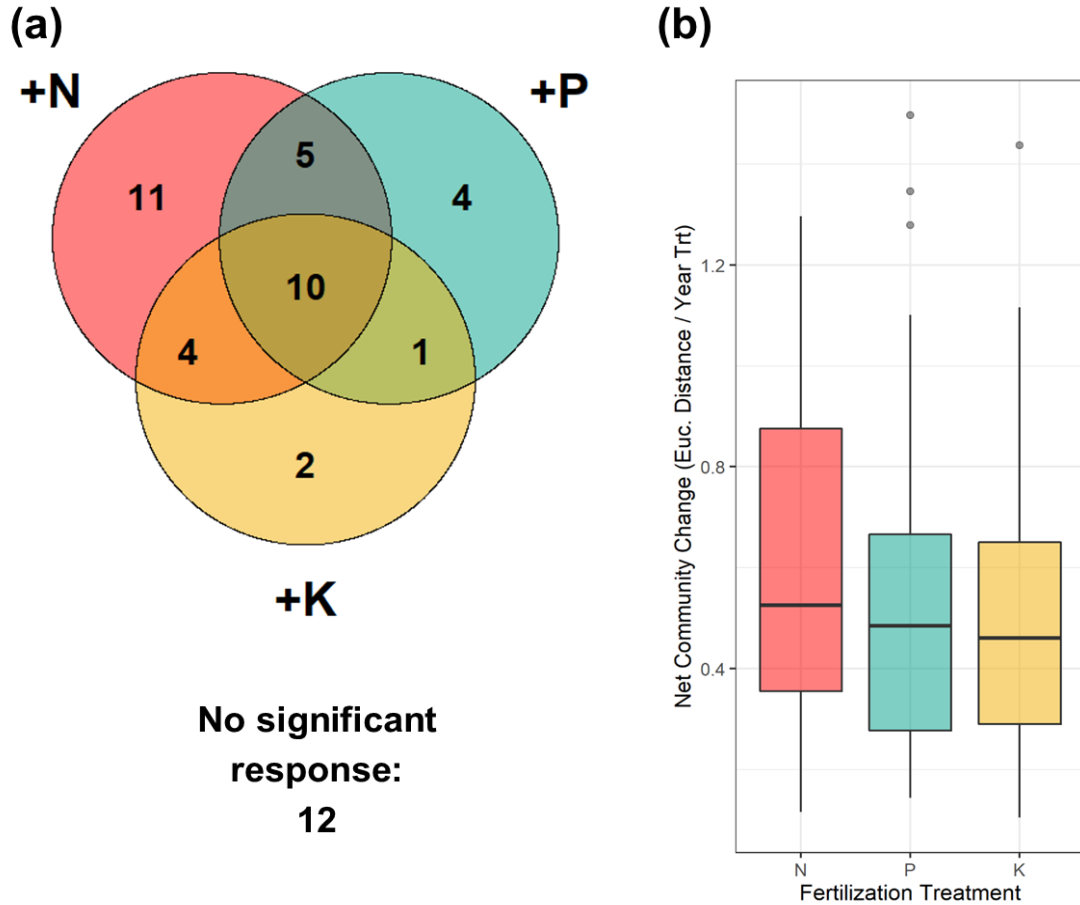 (a)
+N
+P
5
11
4
10
4
1
2
+K
No significant
response:
12
(b)
Net Community Change (Euc. Distance / Year Trt)
1.2
0.8
0.4
N P K
Fertilization Treatment